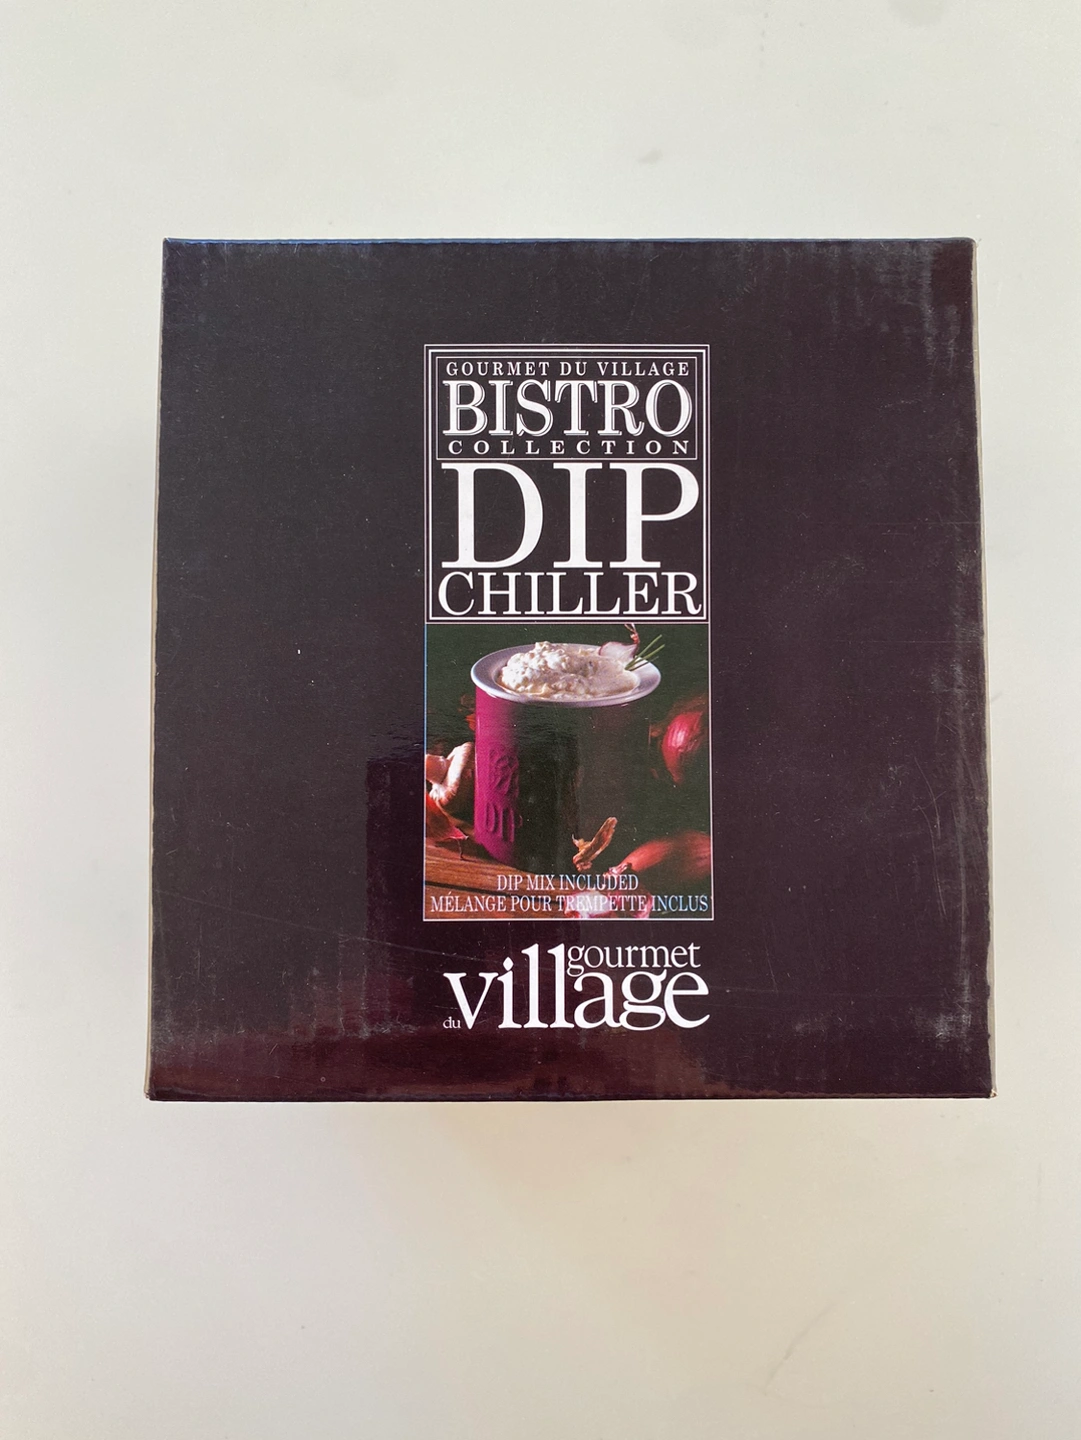 GOURMET DU VILLAGE
BISTRO
COLLECTION
DIP
CHILLER
DIP MIX INCLUDED
MÉLANGE POUR TREMPETTE INCLUS
gourmet
du village